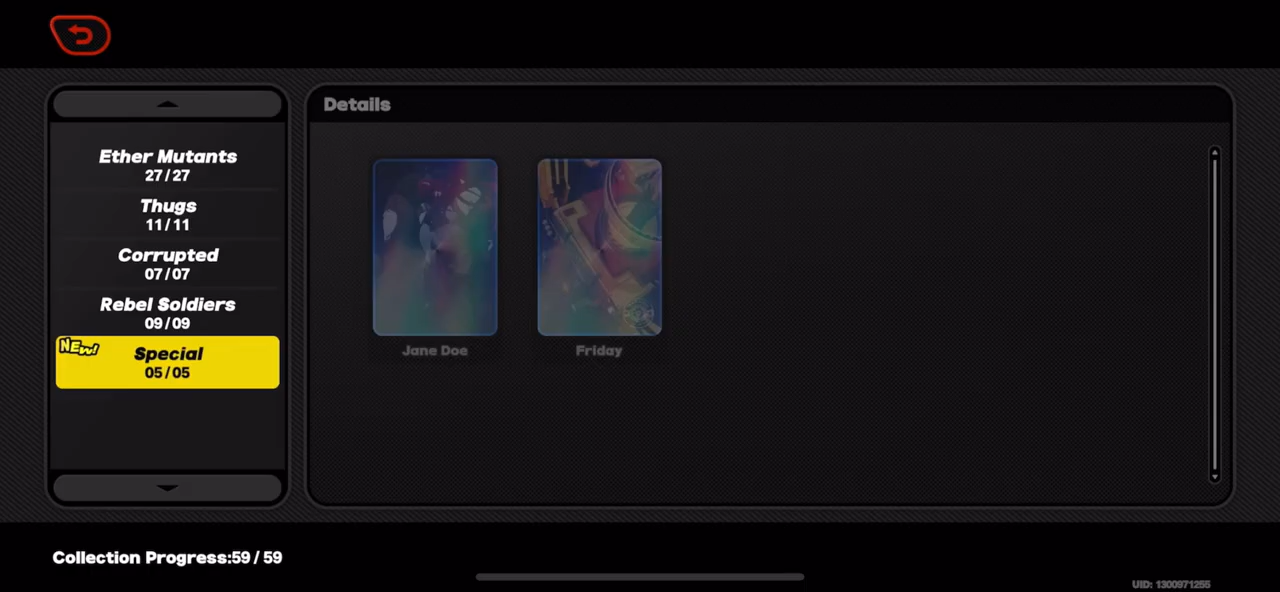 Details
Ether Mutants
27/27
Thugs
11/11
Corrupted
07/07
Rebel Soldiers
09/09
NEW!
Special
05/05
Jane Doe
Friday
Collection Progress:59/59
UID: 1300971255